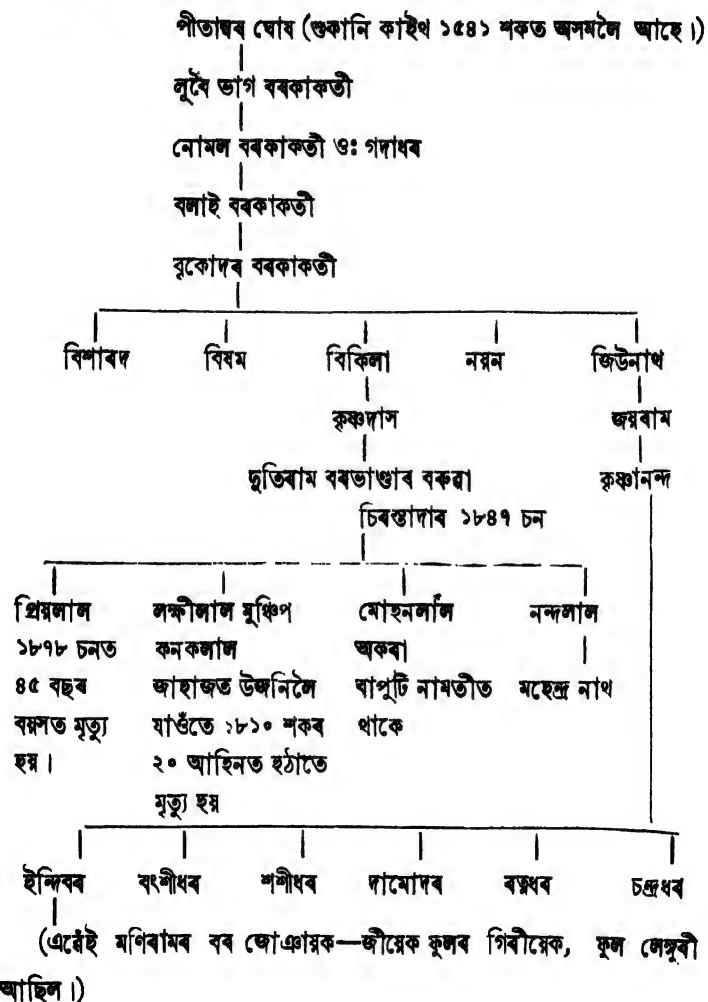 পীতাম্বৰ ঘোষ (শুকানি কাইথ ১৫৪১ শকত অসমলৈ আহে।)
লুবৈ ভাগ বৰকাকতী
নোমল বৰকাকতী ওঃ গদাধৰ
বলাই বৰকাকতী
বৃকোদৰ বৰকাকতী
বিশাৰদ বিষম বিকিলা নয়ন জিউনাথ
কৃষ্ণদাস জয়ৰাম
দুতিৰাম বৰভাণ্ডাৰ বৰুৱা কৃষ্ণানন্দ
চিৰস্তাদাৰ ১৮৪৭ চন
প্ৰিয়লাল লক্ষীলাল মুঞ্চিপ মোহনলাল নন্দলাল
১৮৭৮ চনত কনকলাল অকৰা
৪৫ বছৰ জাহাজত উজনিলৈ বাপুটি নামতীত মহেন্দ্ৰ নাথ
বয়সত মৃত্যু যাওঁতে ১৮১০ শকৰ থাকে
হয়। ২০ আহিনত হঠাতে
মৃত্যু হয়
ইন্দিবৰ বংশীধৰ শশীধৰ দামোদৰ ৰত্নধৰ চন্দ্ৰধৰ
(এৱেঁই মণিৰামৰ বৰ জোঞায়ক—জীয়েক ফুলৰ গিৰীয়েক, ফুল লেঙ্গুৰী
আছিল।)